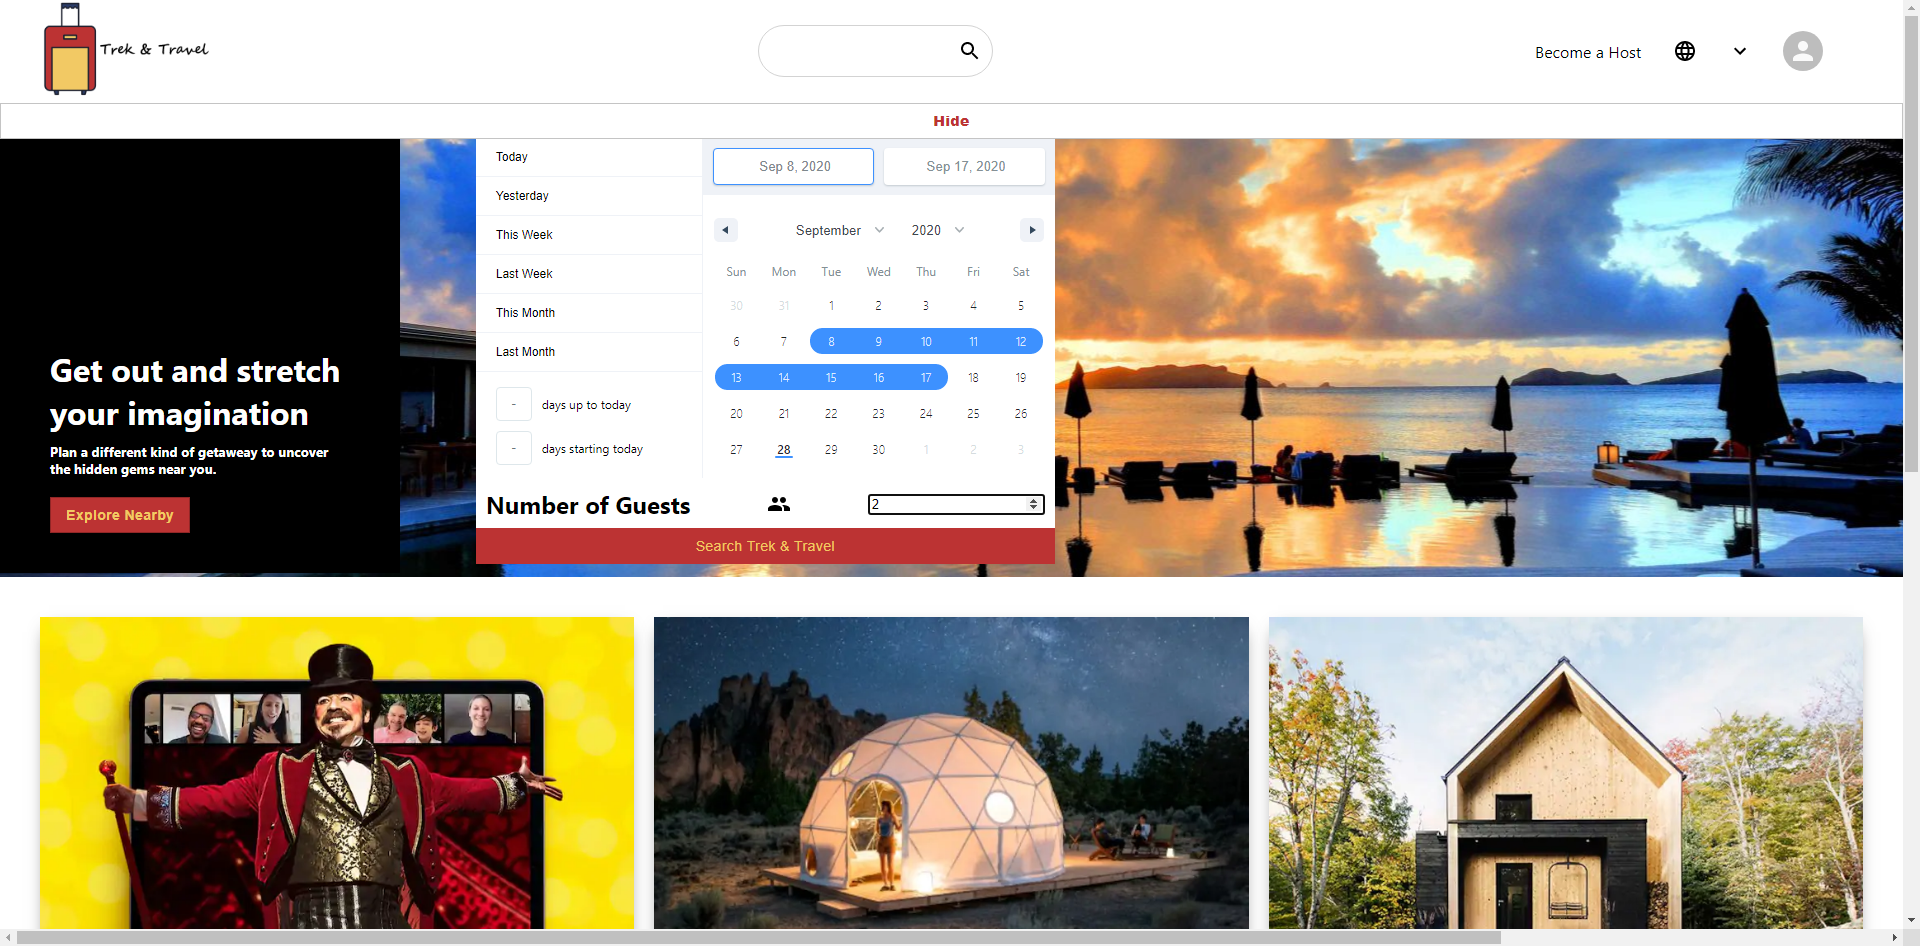 Trek & Travel
Become a Host
Hide
Today
Yesterday
This Week
Last Week
This Month
Last Month
- days up to today
- days starting today
Sep 8, 2020
Sep 17, 2020
September 2020
Sun Mon Tue Wed Thu Fri Sat
30 31 1 2 3 4 5
6 7 8 9 10 11 12
13 14 15 16 17 18 19
20 21 22 23 24 25 26
27 28 29 30 1 2 3
Number of Guests 2
Search Trek & Travel
Get out and stretch
your imagination
Plan a different kind of getaweay to uncover
the hidden gems near you.
Explore Nearby